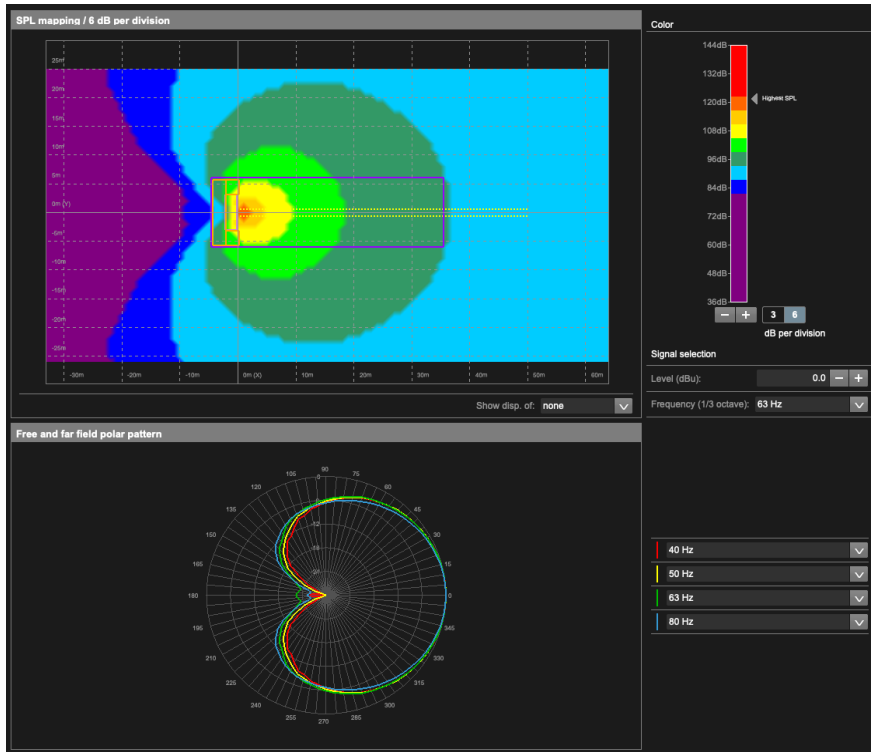 SPL mapping / 6 dB per division
25m
20m
15m
10m
5m
0m (Y)
-5m
-10m
-15m
-20m
-25m
-30m -20m -10m 0m (X) 10m 20m 30m 40m 50m 60m
Show disp. of: none
Color
144dB
132dB
120dB
Highest SPL
108dB
96dB
84dB
72dB
60dB
48dB
36dB
− + 3 6
dB per division
Signal selection
Level (dBu): 0.0 − +
Frequency (1/3 octave): 63 Hz
Free and far field polar pattern
90
105 75
120 60
135 45
150 30
165 15
180 0
195 345
210 330
225 315
240 300
255 285
270
-6
-12
-18
-24
40 Hz
50 Hz
63 Hz
80 Hz